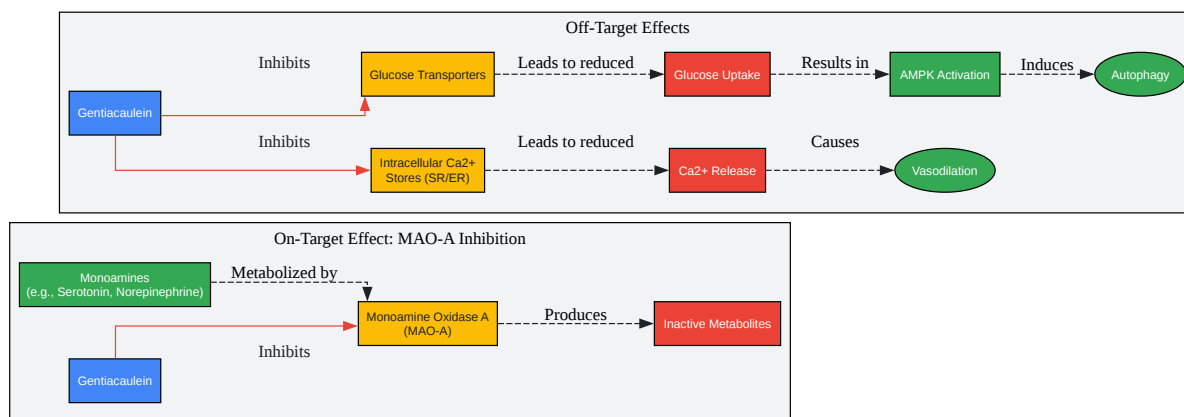 Off-Target Effects
Inhibits
Glucose Transporters
Leads to reduced
Glucose Uptake
Results in
AMPK Activation
Induces
Autophagy
Gentiacaulein
Inhibits
Intracellular Ca2+
Stores (SR/ER)
Leads to reduced
Ca2+ Release
Causes
Vasodilation
On-Target Effect: MAO-A Inhibition
Monoamines
(e.g., Serotonin, Norepinephrine)
Metabolized by
Monoamine Oxidase A
(MAO-A)
Produces
Inactive Metabolites
Inhibits
Gentiacaulein